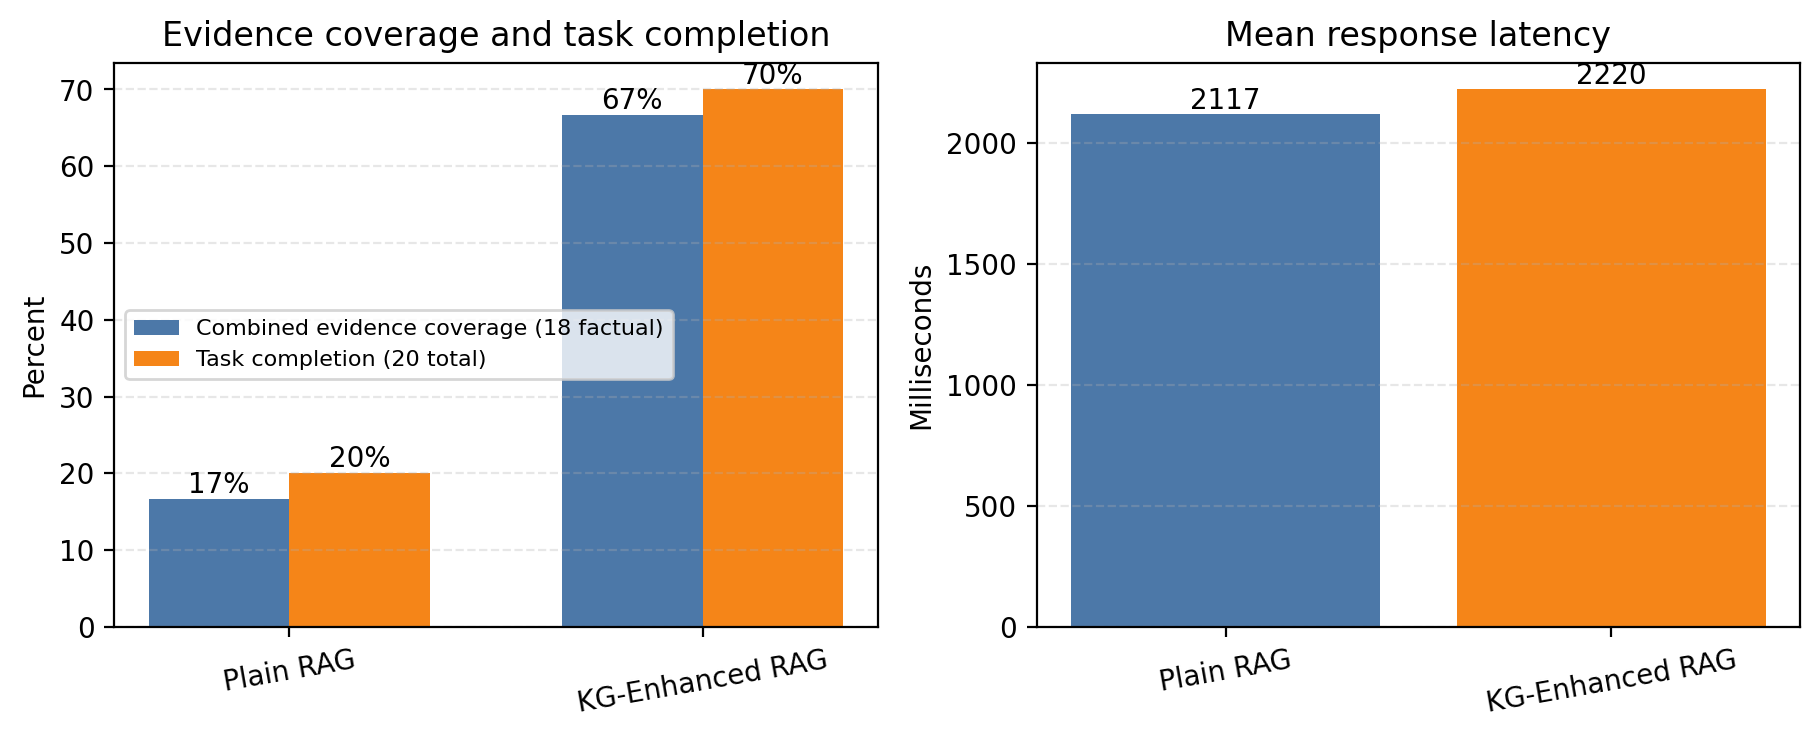 Evidence coverage and task completion
70%
67%
70
60
50
40
30
20
10
0
Percent
Combined evidence coverage (18 factual)
Task completion (20 total)
17%
20%
Plain RAG
KG-Enhanced RAG
Mean response latency
2117
2220
2000
1500
1000
500
0
Milliseconds
Plain RAG
KG-Enhanced RAG